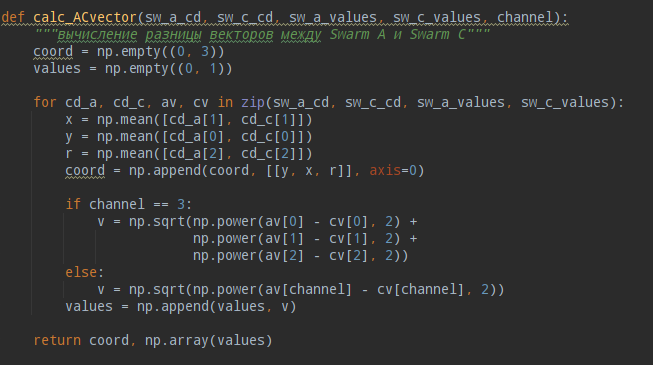 def calc_ACvector(sw_a_cd, sw_c_cd, sw_a_values, sw_c_values, channel):
    """вычисление разницы векторов между Swarm A и Swarm C"""
    coord = np.empty((0, 3))
    values = np.empty((0, 1))

    for cd_a, cd_c, av, cv in zip(sw_a_cd, sw_c_cd, sw_a_values, sw_c_values):
        x = np.mean([cd_a[1], cd_c[1]])
        y = np.mean([cd_a[0], cd_c[0]])
        r = np.mean([cd_a[2], cd_c[2]])
        coord = np.append(coord, [[y, x, r]], axis=0)

        if channel == 3:
            v = np.sqrt(np.power(av[0] - cv[0], 2) +
                        np.power(av[1] - cv[1], 2) +
                        np.power(av[2] - cv[2], 2))
        else:
            v = np.sqrt(np.power(av[channel] - cv[channel], 2))
        values = np.append(values, v)

    return coord, np.array(values)